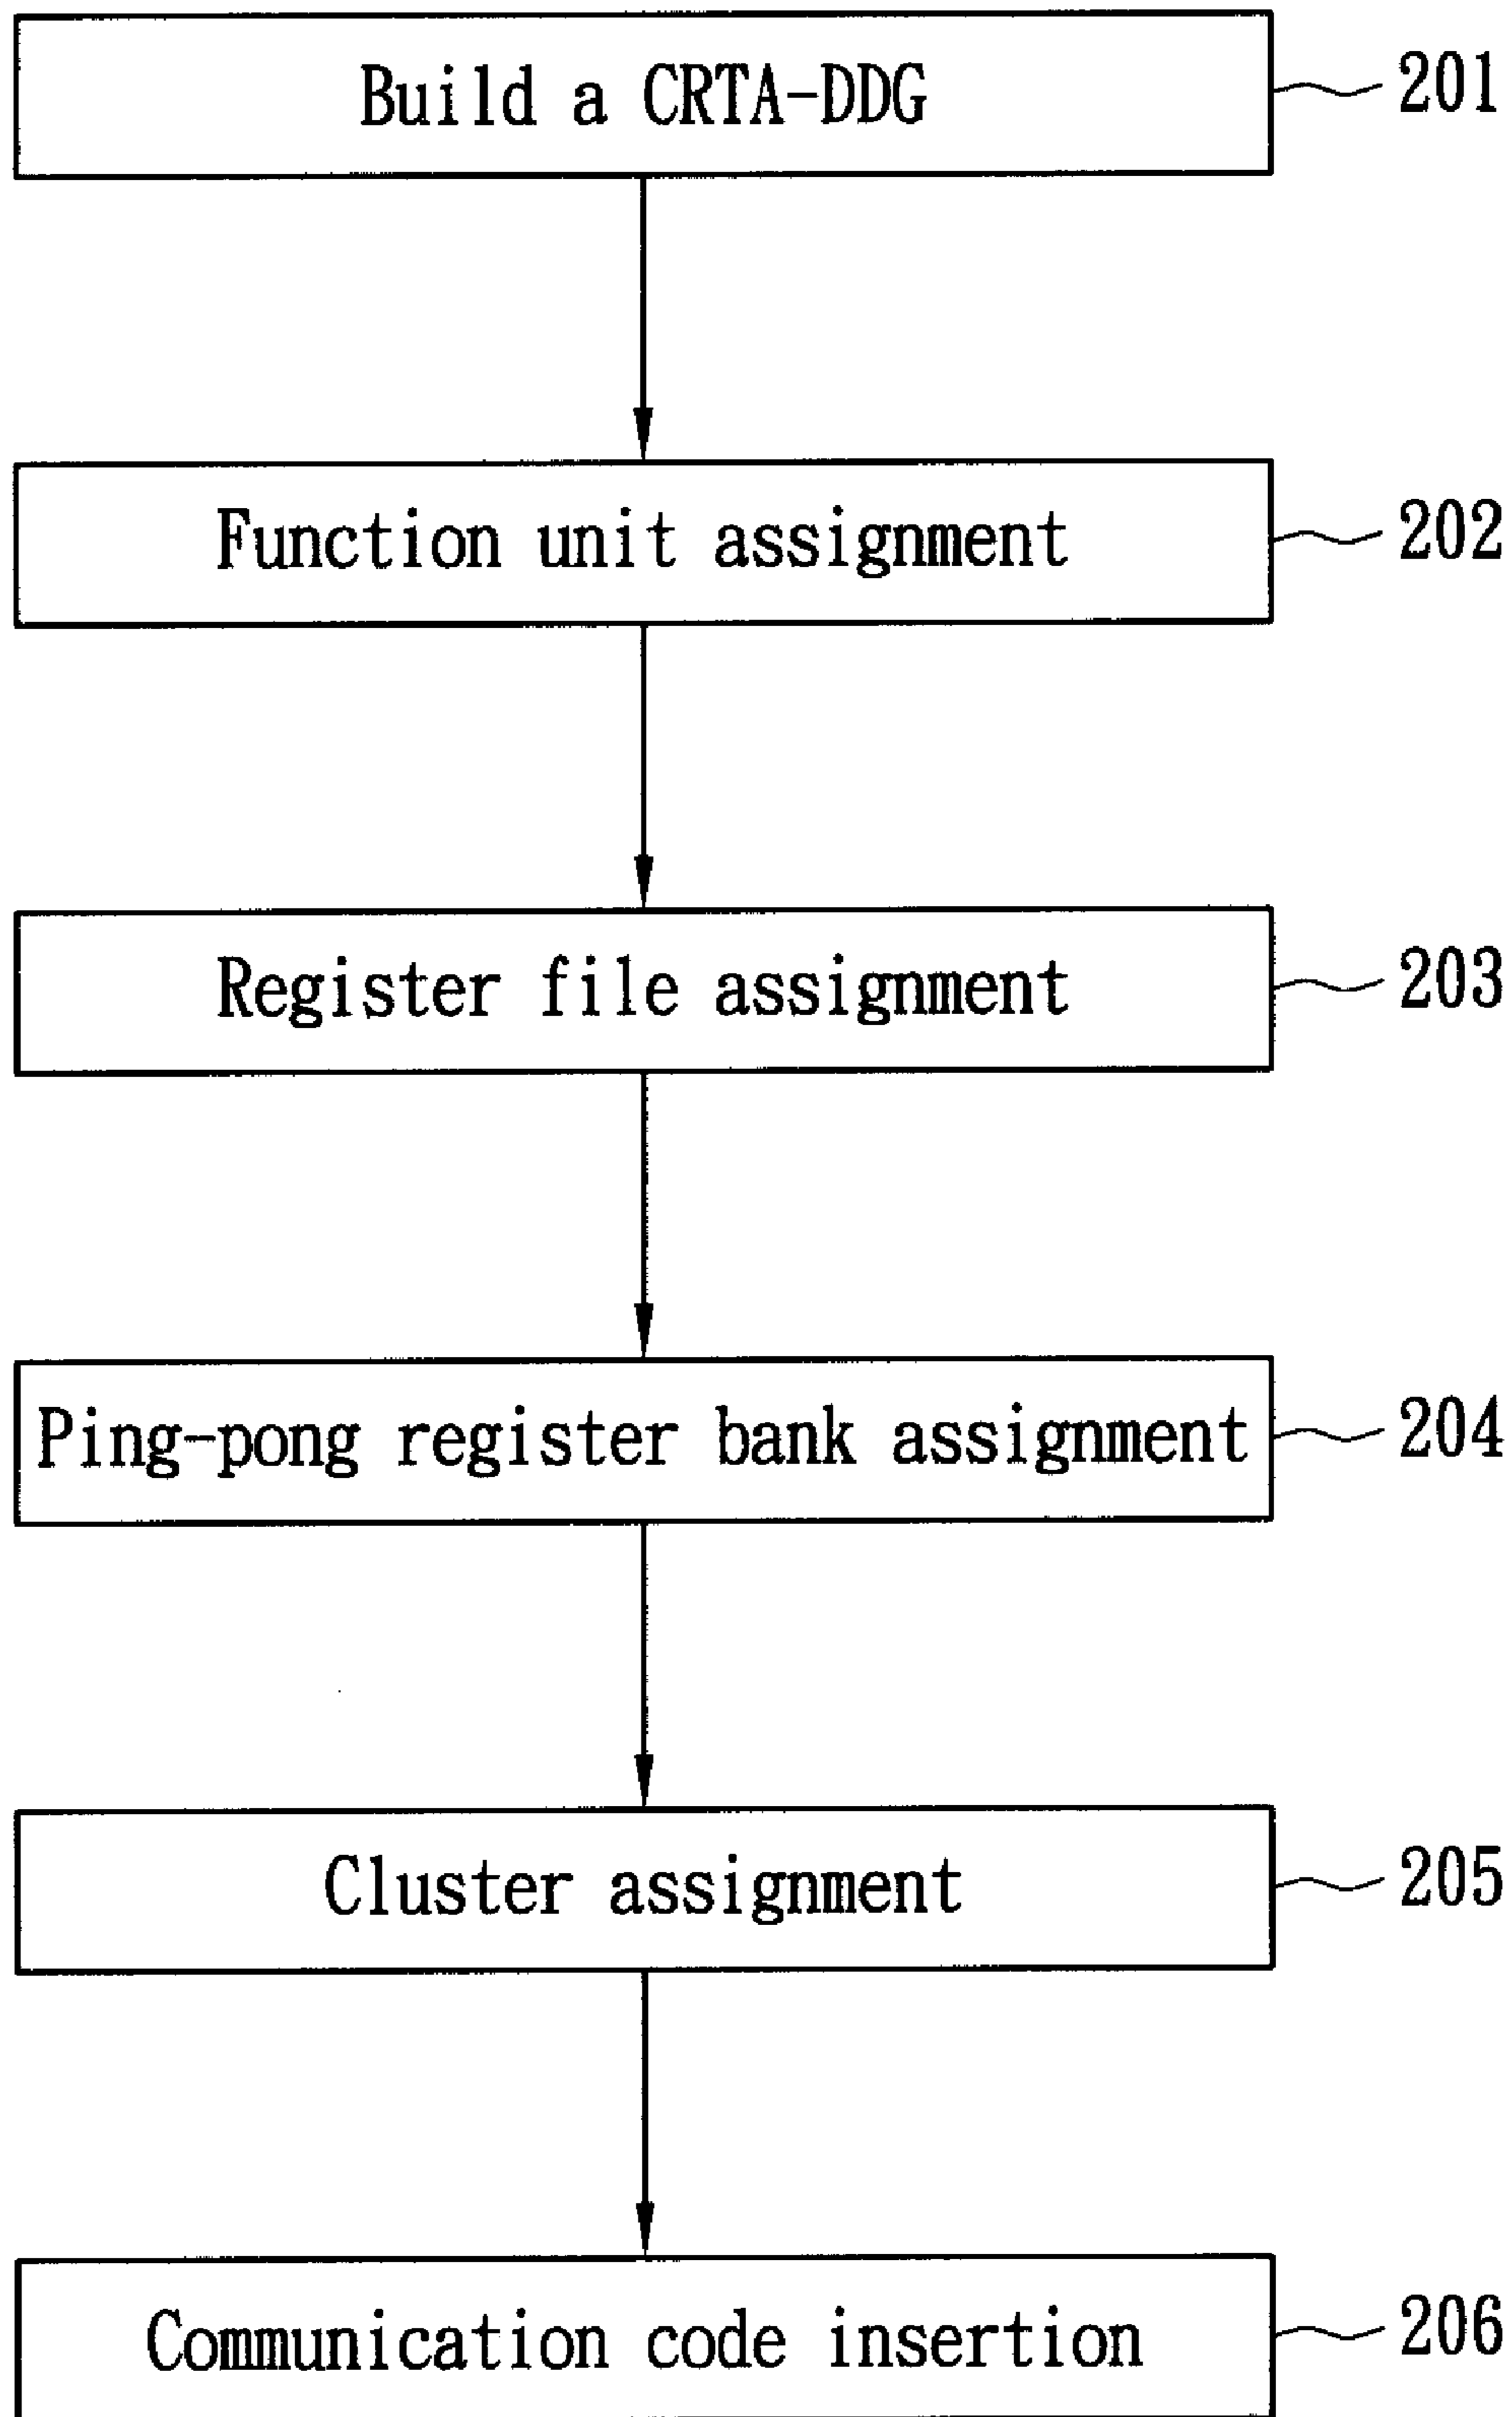 Build a CRTA-DDG
201
Function unit assignment
202
Register file assignment
203
Ping-pong register bank assignment
204
Cluster assignment
205
Communication code insertion
206